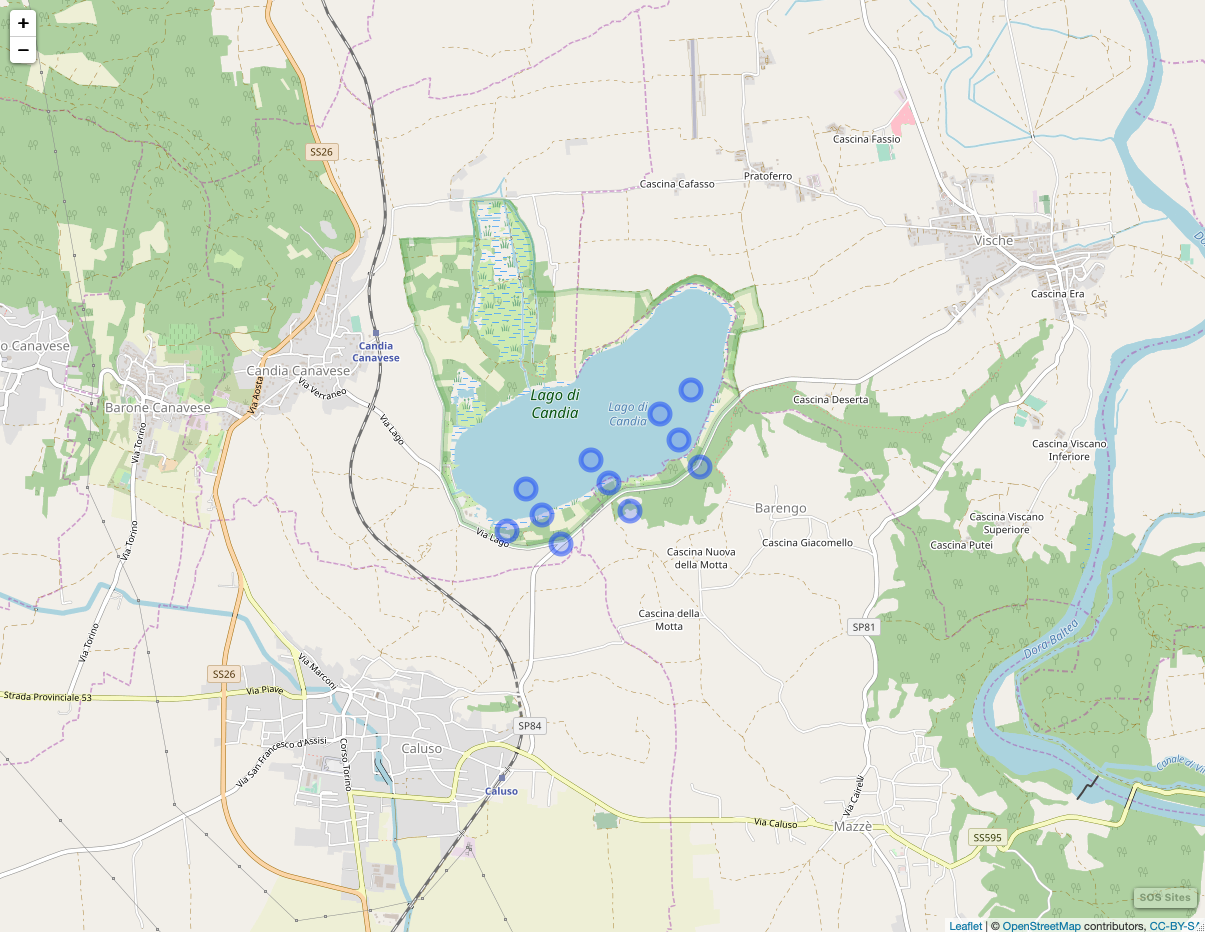 +
−
SS26
Cascina Fassio
Cascina Cafasso
Pratoferro
Vische
Cascina Era
o Canavese
Candia
Canavese
Candia Canavese
Via Verraneo
Via Aosta
Barone Canavese
Via Torino
Via Lago
Lago di
Candia
Lago di
Candia
Cascina Deserta
Cascina Viscano
Inferiore
Barengo
Cascina Viscano
Superiore
Cascina Putei
Cascina Giacomello
Via Lago
Cascina Nuova
della Motta
Via Torino
Cascina della
Motta
SP81
Dora Baltea
Via Torino
Via Marconi
SS26
Strada Provinciale 53
Via Piave
SP84
Caluso
Via San Francesco d'Assisi
Corso Torino
Caluso
Canale di Vi
Via Cairelli
Via Caluso
Mazzè
SS595
SOS Sites
Leaflet | © OpenStreetMap contributors, CC-BY-SA